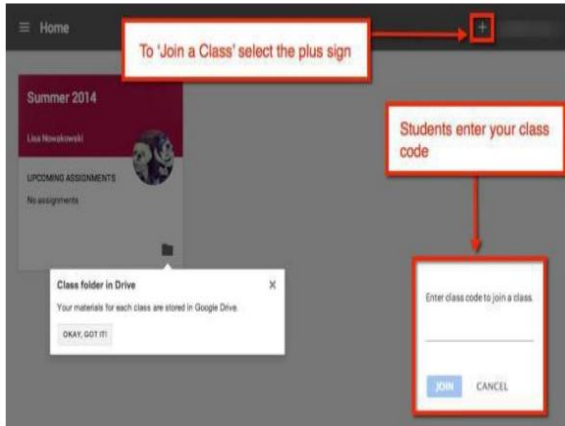 Home
+
To 'Join a Class' select the plus sign
Summer 2014
Lisa Nowakowski
UPCOMING ASSIGNMENTS
No assignments
Students enter your class
code
Class folder in Drive
X
Your materials for each class are stored in Google Drive.
OKAY, GOT IT!
Enter class code to join a class.
JOIN
CANCEL